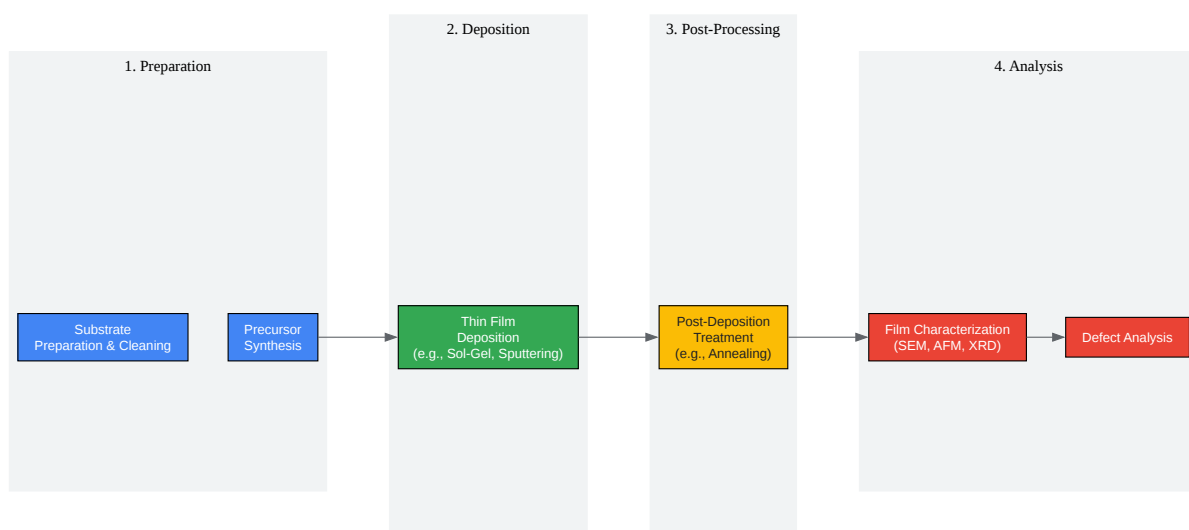 1. Preparation
Substrate
Preparation & Cleaning
Precursor
Synthesis
2. Deposition
Thin Film
Deposition
(e.g., Sol-Gel, Sputtering)
3. Post-Processing
Post-Deposition
Treatment
(e.g., Annealing)
4. Analysis
Film Characterization
(SEM, AFM, XRD)
Defect Analysis